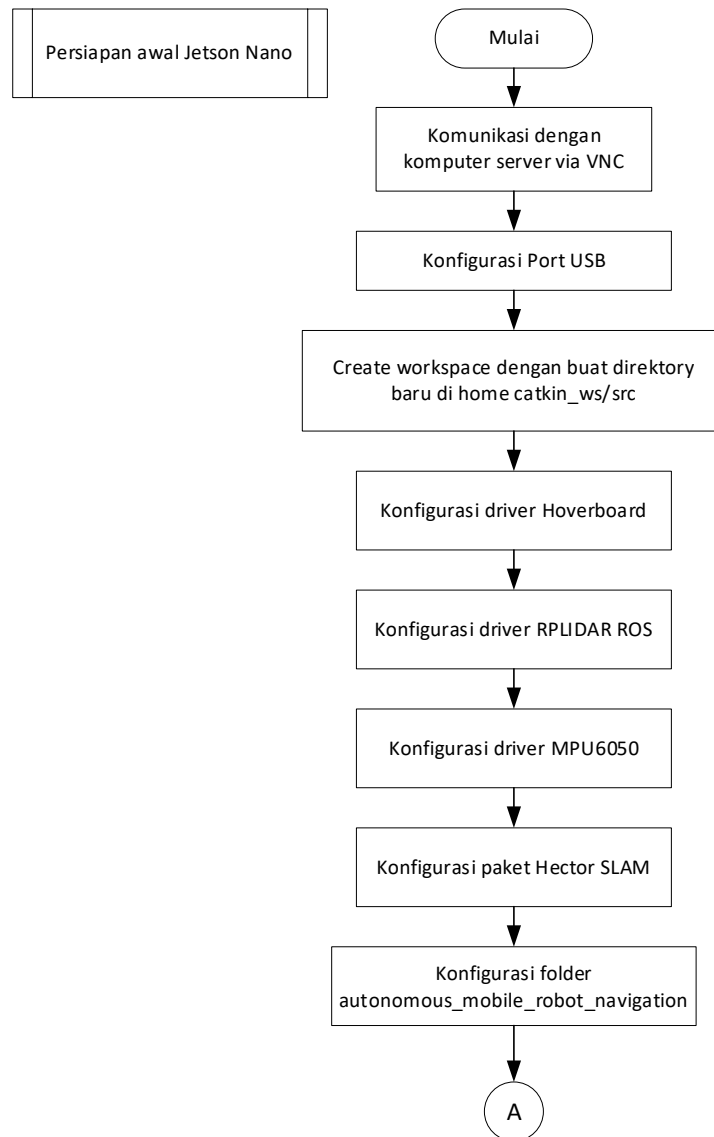 Persiapan awal Jetson Nano
Mulai
Komunikasi dengan
komputer server via VNC
Konfigurasi Port USB
Create workspace dengan buat direktory
baru di home catkin_ws/src
Konfigurasi driver Hoverboard
Konfigurasi driver RPLIDAR ROS
Konfigurasi driver MPU6050
Konfigurasi paket Hector SLAM
Konfigurasi folder
autonomous_mobile_robot_navigation
A